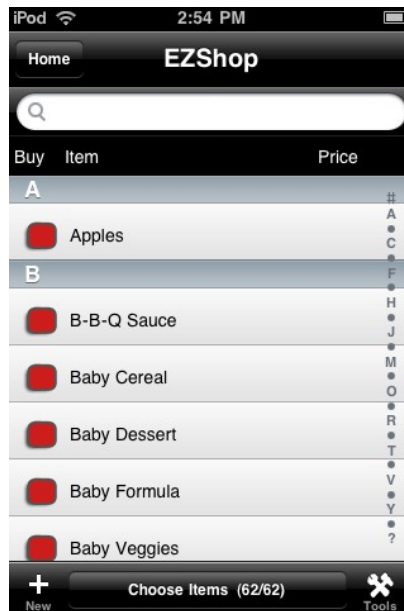 iPod 2:54 PM
Home EZShop
Buy Item Price
A
Apples
B
B-B-Q Sauce
Baby Cereal
Baby Dessert
Baby Formula
Baby Veggies
#
A
C
F
H
J
M
O
R
T
V
Y
?
+ Choose Items (62/62)
New Tools